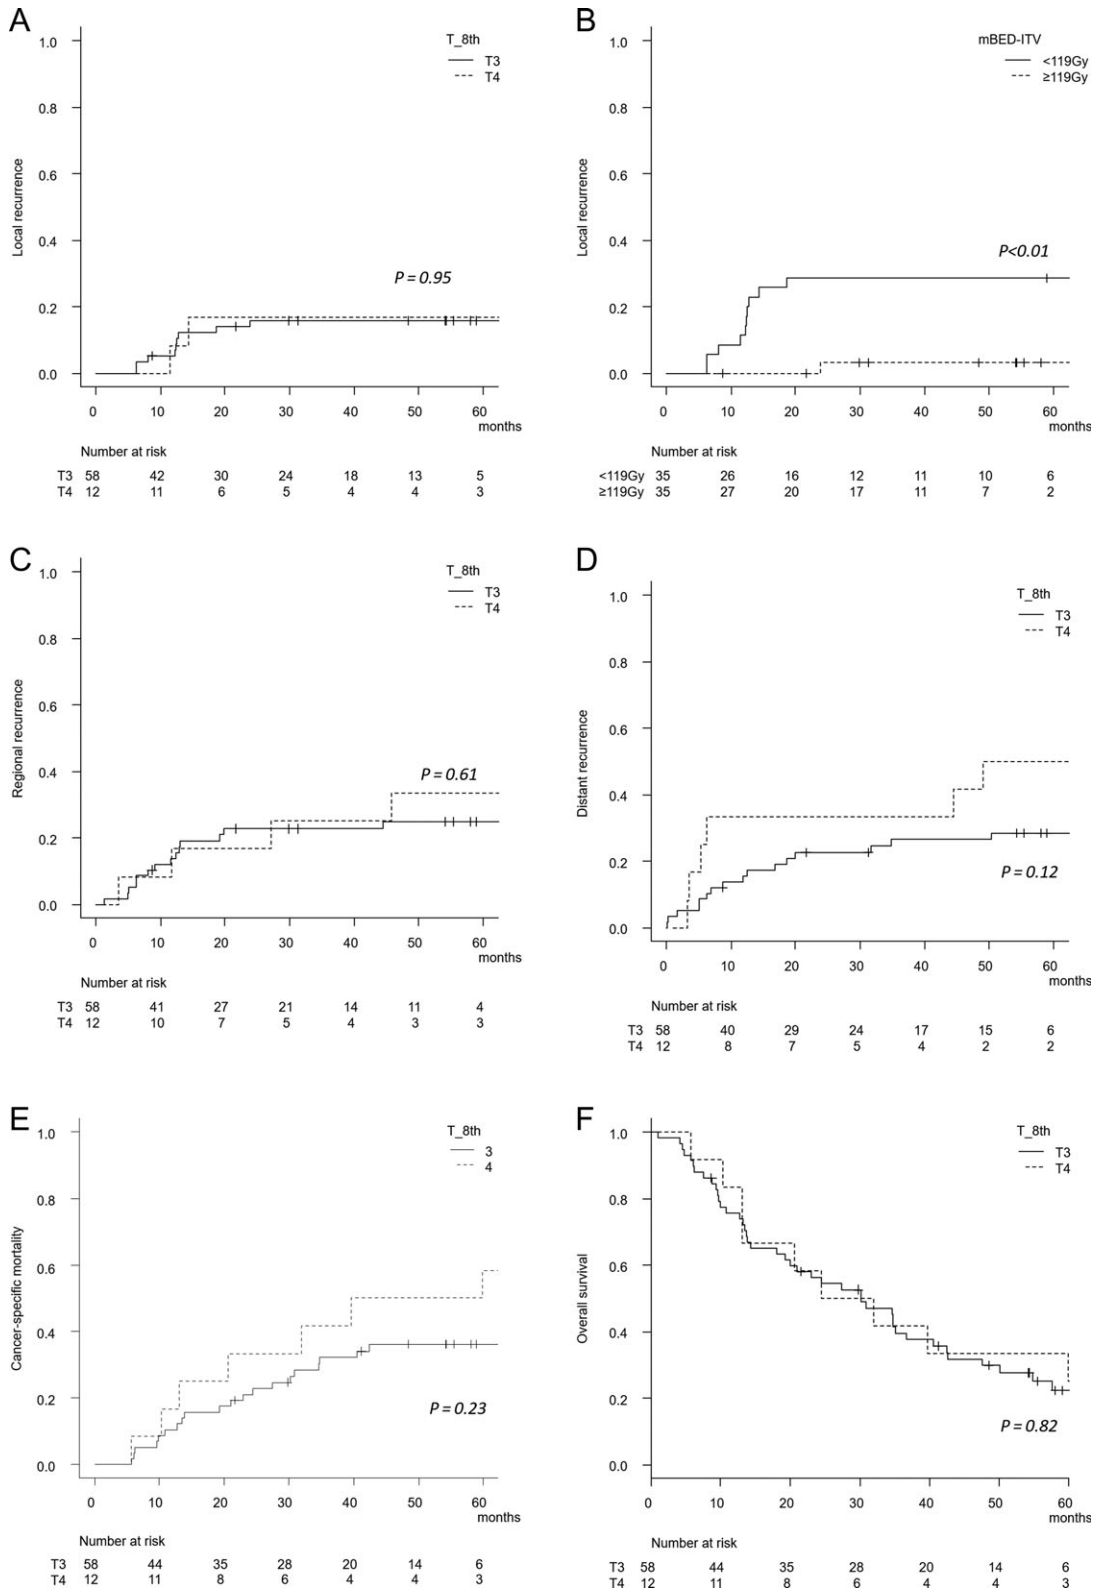 A
T_8th
T3
T4
1.0
0.8
0.6
0.4
0.2
0.0
Local recurrence
P = 0.95
0 10 20 30 40 50 60
months
Number at risk
T3 58 42 30 24 18 13 5
T4 12 11 6 5 4 4 3
B
mBED-ITV
<119Gy
≥119Gy
1.0
0.8
0.6
0.4
0.2
0.0
Local recurrence
P<0.01
0 10 20 30 40 50 60
months
Number at risk
<119Gy 35 26 16 12 11 10 6
≥119Gy 35 27 20 17 11 7 2
C
T_8th
T3
T4
1.0
0.8
0.6
0.4
0.2
0.0
Regional recurrence
P = 0.61
0 10 20 30 40 50 60
months
Number at risk
T3 58 41 27 21 14 11 4
T4 12 10 7 5 4 3 3
D
T_8th
T3
T4
1.0
0.8
0.6
0.4
0.2
0.0
Distant recurrence
P = 0.12
0 10 20 30 40 50 60
months
Number at risk
T3 58 40 29 24 17 15 6
T4 12 8 7 5 4 2 2
E
T_8th
3
4
1.0
0.8
0.6
0.4
0.2
0.0
Cancer-specific mortality
P = 0.23
0 10 20 30 40 50 60
months
Number at risk
T3 58 44 35 28 20 14 6
T4 12 11 8 6 4 4 3
F
T_8th
T3
T4
1.0
0.8
0.6
0.4
0.2
0.0
Overall survival
P = 0.82
0 10 20 30 40 50 60
months
Number at risk
T3 58 44 35 28 20 14 6
T4 12 11 8 6 4 4 3